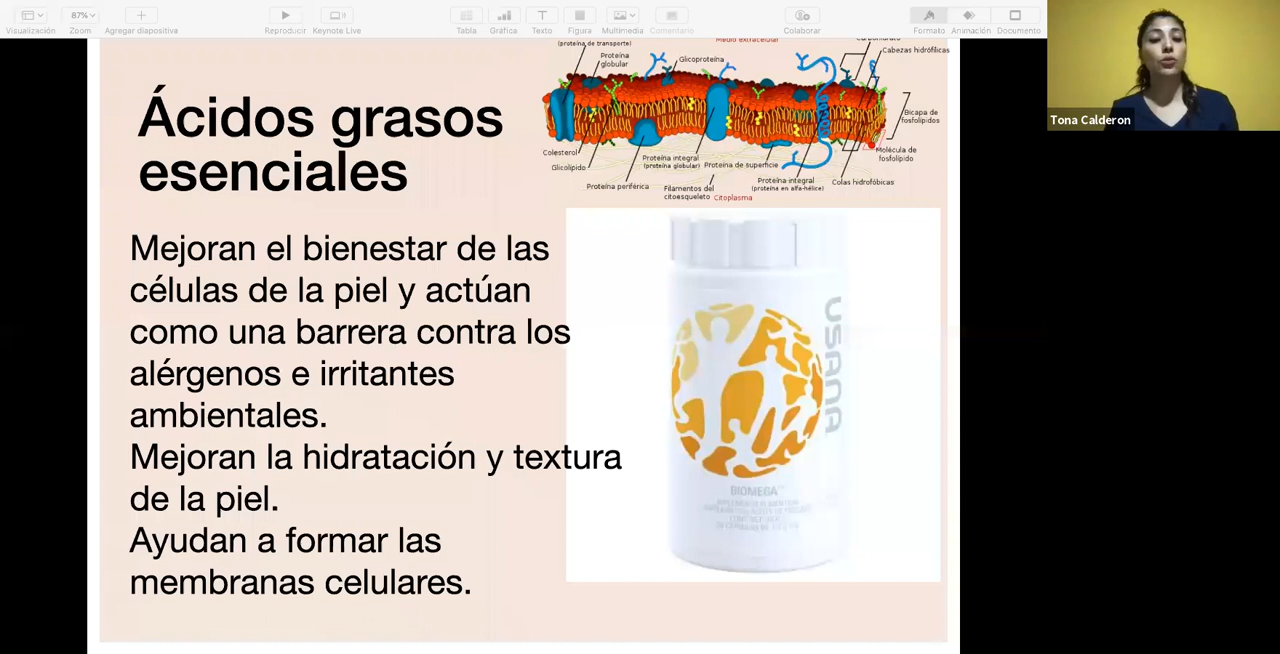 87%
Visualización
Zoom
Agregar diapositiva
Reproducir
Keynote Live
Tabla
Gráfica
Texto
Figura
Multimedia
Comentario
Colaborar
Formato
Animación
Documento
Tona Calderon
Ácidos grasos
esenciales
(proteína de transporte)
Proteína
globular
Glicoproteína
Medio extracelular
Carbohidrato
Cabezas hidrófilicas
Bicapa de
fosfolípidos
Molécula de
fosfolípido
Colesterol
Glicolípido
Proteína periférica
Proteína integral
(proteína globular)
Filamentos del
citoesqueleto
Citoplasma
Proteína de superficie
Proteína-integral
(proteína en alfa-hélice)
Colas hidrofóbicas
Mejoran el bienestar de las
células de la piel y actúan
como una barrera contra los
alérgenos e irritantes
ambientales.
Mejoran la hidratación y textura
de la piel.
Ayudan a formar las
membranas celulares.
USANA
BIOMEGA™